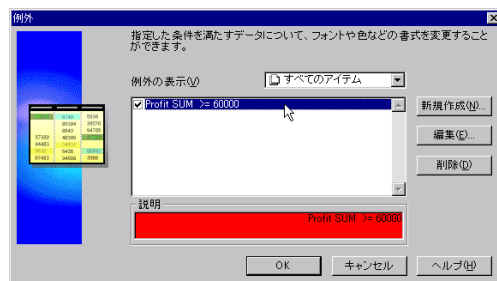 例外
指定した条件を満たすデータについて、フォントや色などの書式を変更すること
ができます。
例外の表示(V)
すべてのアイテム
Profit SUM >= 60000
新規作成(N)...
編集(E)...
削除(D)
説明
Profit SUM >= 60000
OK
キャンセル
ヘルプ(H)